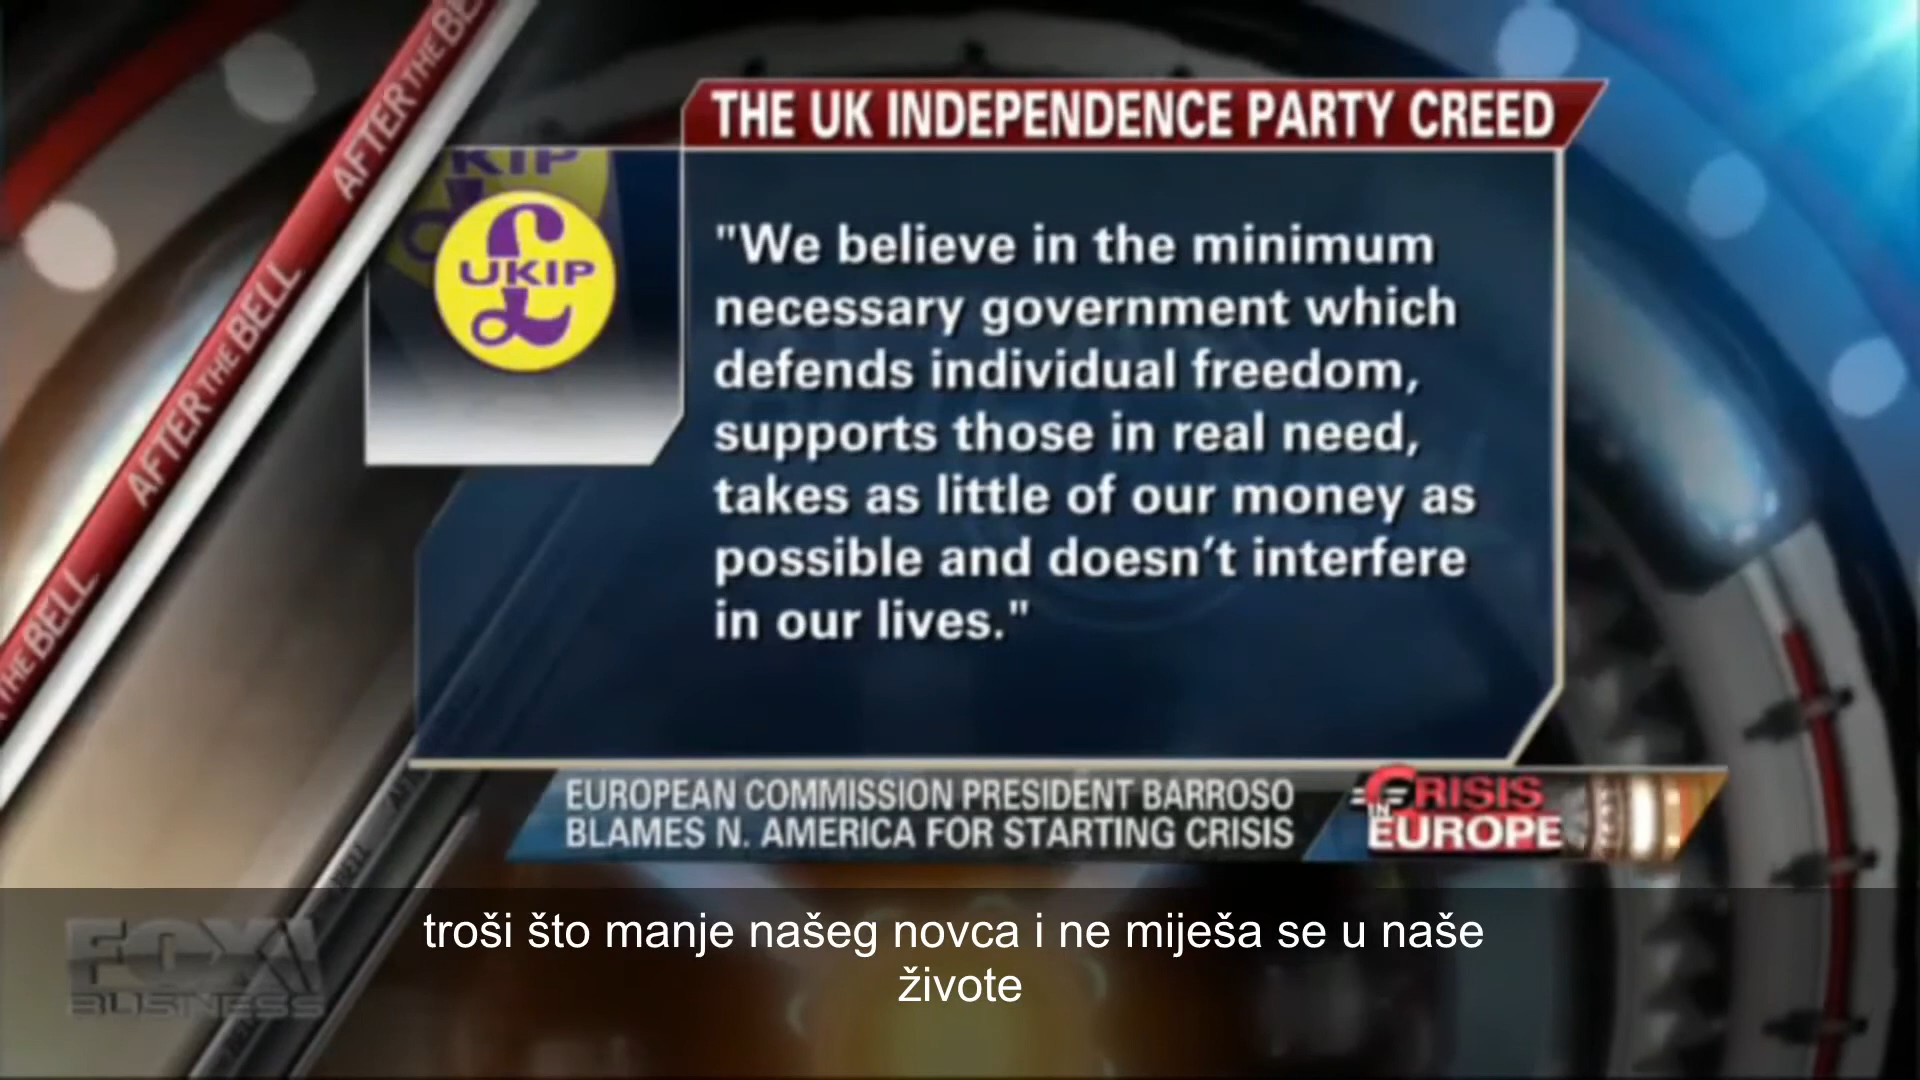 AFTER THE BELL
AFTER THE BELL
THE BELL
THE UK INDEPENDENCE PARTY CREED
UKIP
UKIP
"We believe in the minimum
necessary government which
defends individual freedom,
supports those in real need,
takes as little of our money as
possible and doesn't interfere
in our lives."
EUROPEAN COMMISSION PRESIDENT BARROSO
BLAMES N. AMERICA FOR STARTING CRISIS
CRISIS
IN
EUROPE
FOX
BUSINESS
troši što manje našeg novca i ne miješa se u naše
živote